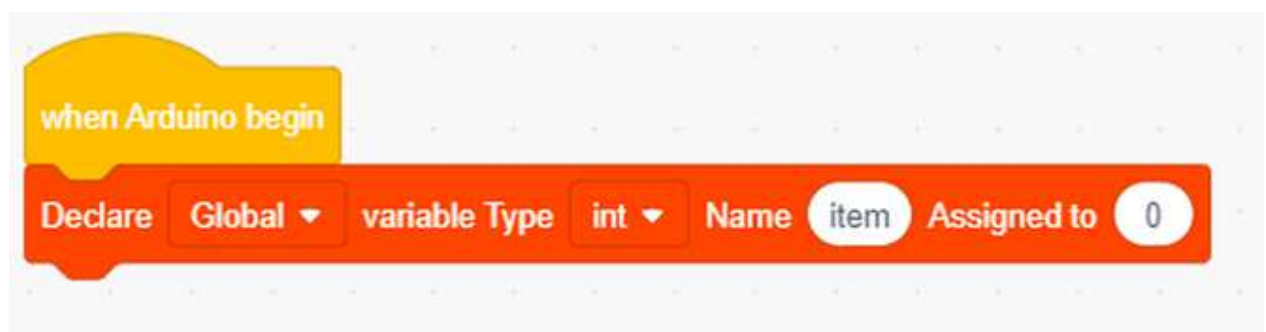 when Arduino begin
Declare Global variable Type int Name item Assigned to 0